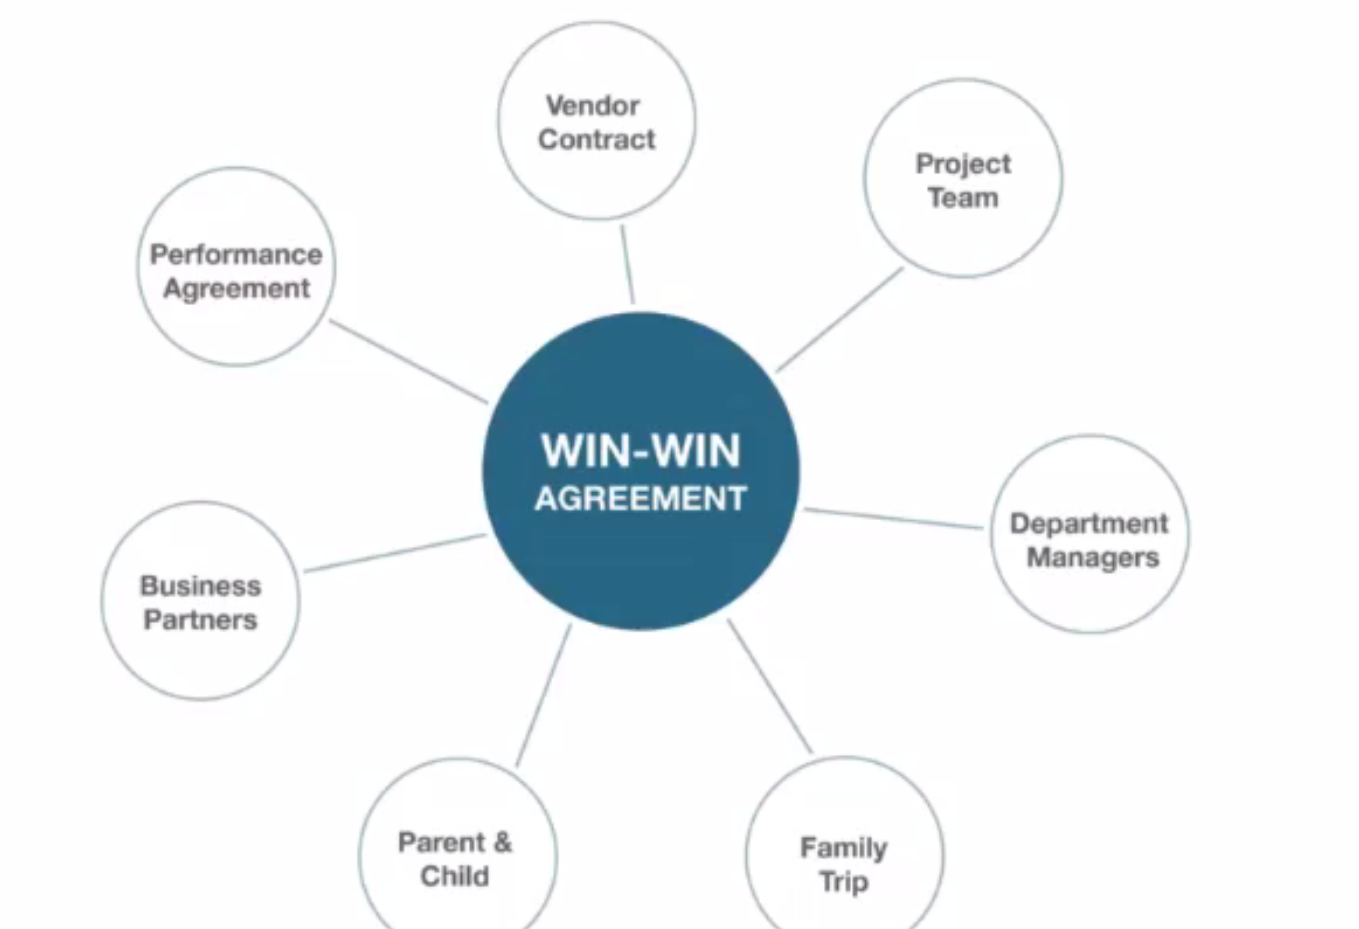 Vendor
Contract
Project
Team
Performance
Agreement
WIN-WIN
AGREEMENT
Department
Managers
Business
Partners
Parent &
Child
Family
Trip